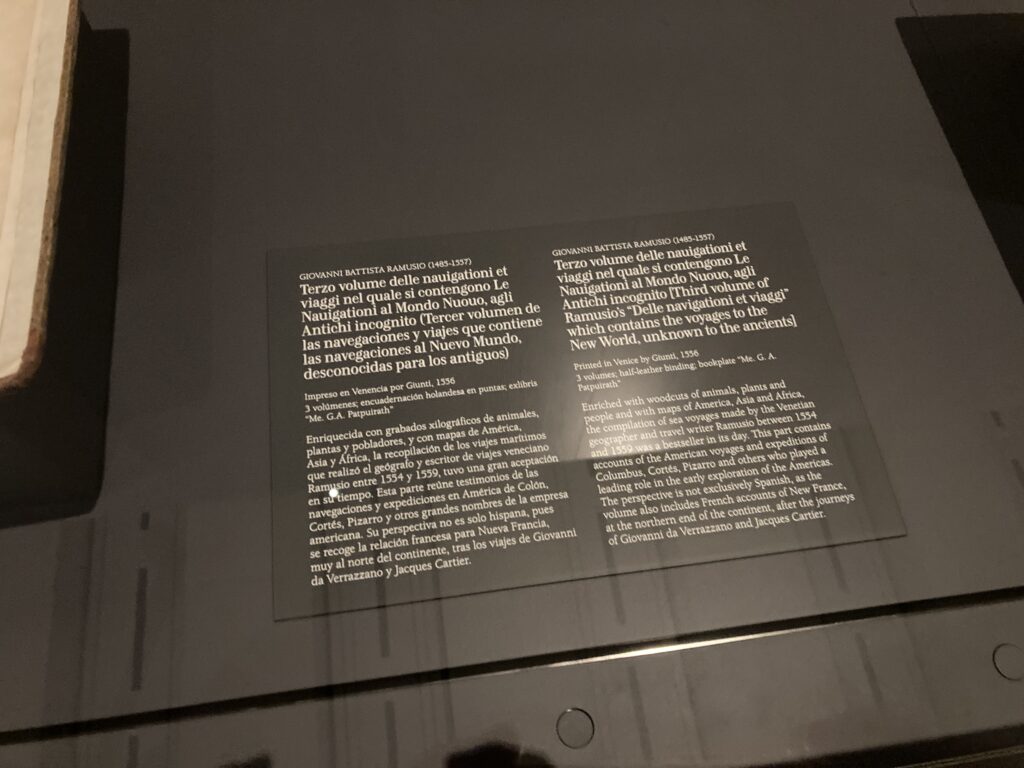 GIOVANNI BATTISTA RAMUSIO (1485-1557)
Terzo volume delle nauigationi et
viaggi nel quale si contengono Le
Nauigationi al Mondo Nuouo, agli
Antichi incognito (Tercer volumen de
las navegaciones y viajes que contiene
las navegaciones al Nuevo Mundo,
desconocidas para los antiguos)
Impreso en Venencia por Giunti, 1556
3 volúmenes; encuadernación holandesa en puntas; exlibris
"Me. G.A. Patpuirath"
Enriquecida con grabados xilográficos de animales,
plantas y pobladores, y con mapas de América,
Asia y África, la recopilación de los viajes marítimos
que realizó el geógrafo y escritor de viajes veneciano
Ramusio entre 1554 y 1559, tuvo una gran aceptación
en su tiempo. Esta parte reúne testimonios de las
navegaciones y expediciones en América de Colón,
Cortés, Pizarro y otros grandes nombres de la empresa
americana. Su perspectiva no es solo hispana, pues
se recoge la relación francesa para Nueva Francia,
muy al norte del continente, tras los viajes de Giovanni
da Verrazzano y Jacques Cartier.
GIOVANNI BATTISTA RAMUSIO (1485-1557)
Terzo volume delle nauigationi et
viaggi nel quale si contengono Le
Nauigationi al Mondo Nuouo, agli
Antichi incognito [Third volume of
Ramusio's "Delle navigationi et viaggi"
which contains the voyages to the
New World, unknown to the ancients]
Printed in Venice by Giunti, 1556
3 volumes; half-leather binding; bookplate "Me. G. A.
Patpuirath"
Enriched with woodcuts of animals, plants and
people and with maps of America, Asia and Africa,
the compilation of sea voyages made by the Venetian
geographer and travel writer Ramusio between 1554
and 1559 was a bestseller in its day. This part contains
accounts of the American voyages and expeditions of
Columbus, Cortés, Pizarro and others who played a
leading role in the early exploration of the Americas.
The perspective is not exclusively Spanish, as the
volume also includes French accounts of New France,
at the northern end of the continent, after the journeys
of Giovanni da Verrazzano and Jacques Cartier.